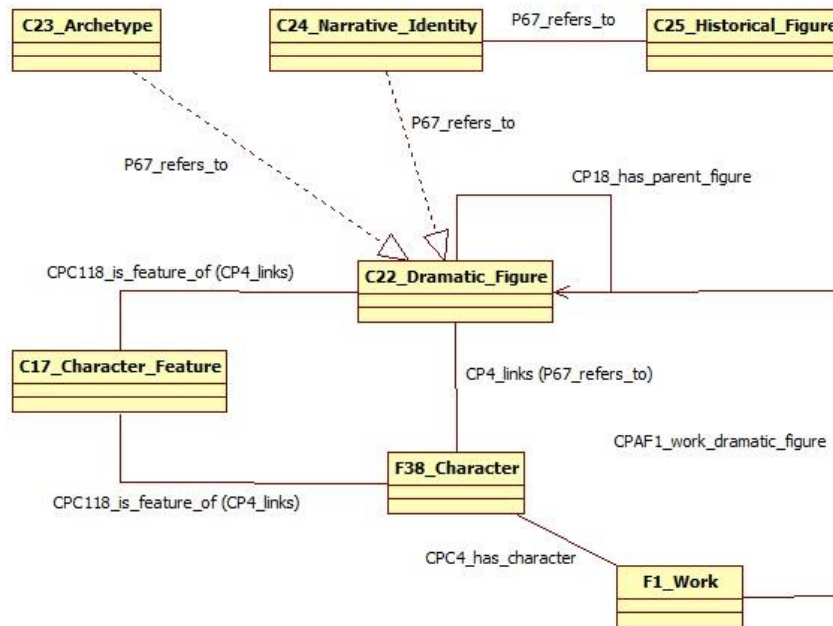 C23_Archetype
C24_Narrative_Identity
P67_refers_to
C25_Historical_Figure
P67_refers_to
P67_refers_to
CP18_has_parent_figure
CPC118_is_feature_of (CP4_links)
C22_Dramatic_Figure
C17_Character_Feature
CP4_links (P67_refers_to)
CPAF1_work_dramatic_figure
F38_Character
CPC118_is_feature_of (CP4_links)
CPC4_has_character
F1_Work